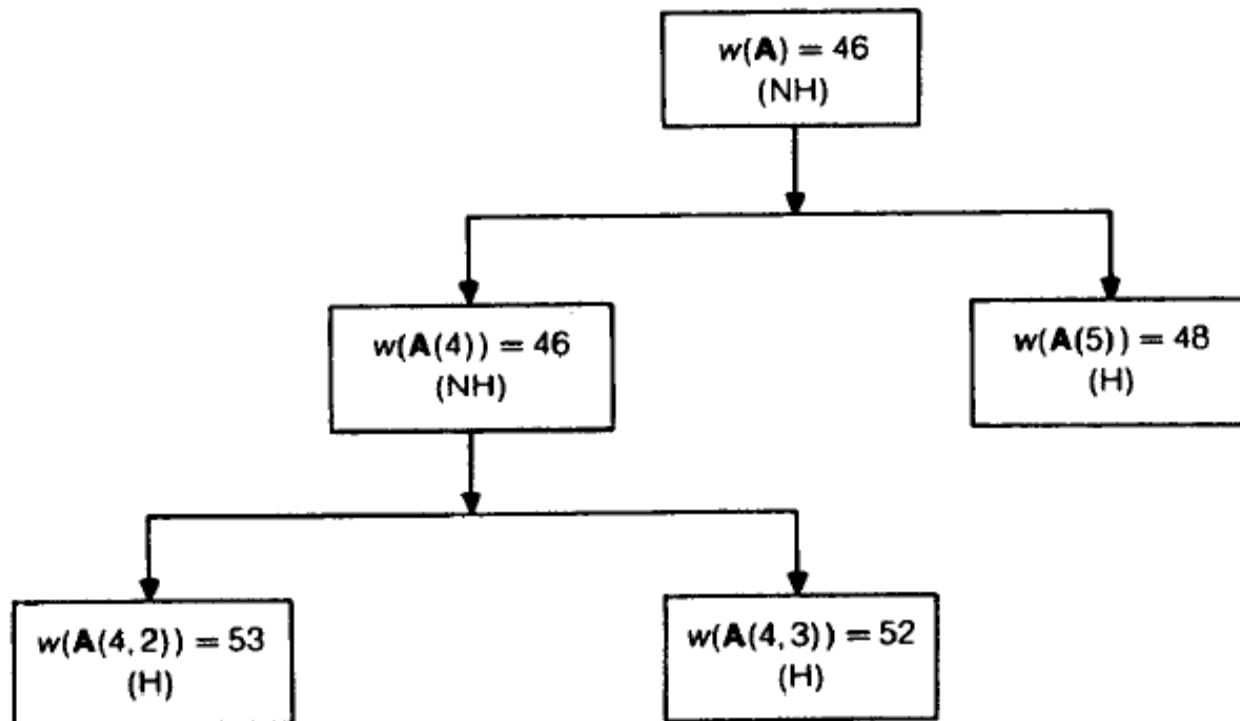 w(A) = 46
(NH)
w(A(4)) = 46
(NH)
w(A(5)) = 48
(H)
w(A(4,2)) = 53
(H)
w(A(4,3)) = 52
(H)